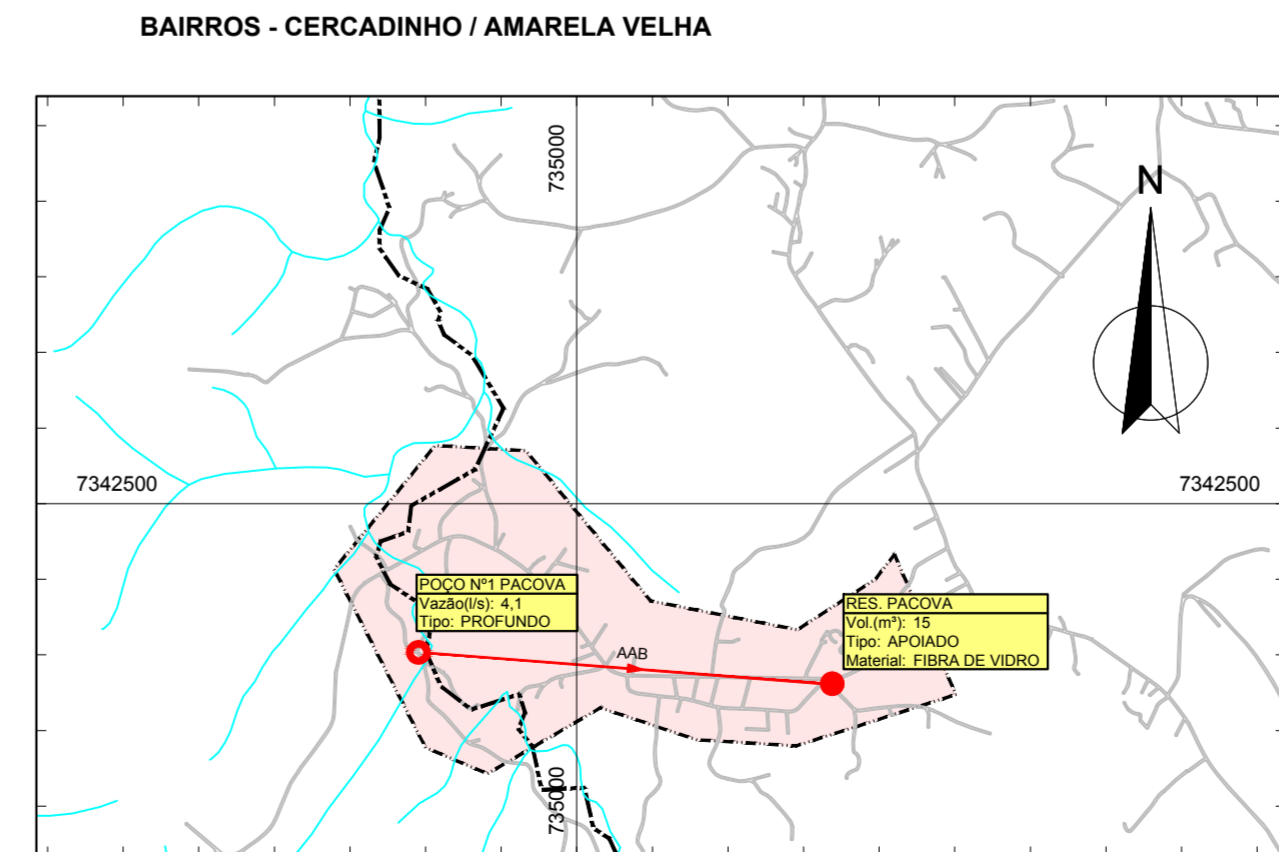 BAIRROS - CERCADINHO / AMARELA VELHA
735000
N
7342500
7342500
POÇO Nº1 PACOVA
Vazão(l/s): 4,1
Tipo: PROFUNDO
RES. PACOVA
Vol.(m³): 15
Tipo: APOIADO
Material: FIBRA DE VIDRO
AAB
735000